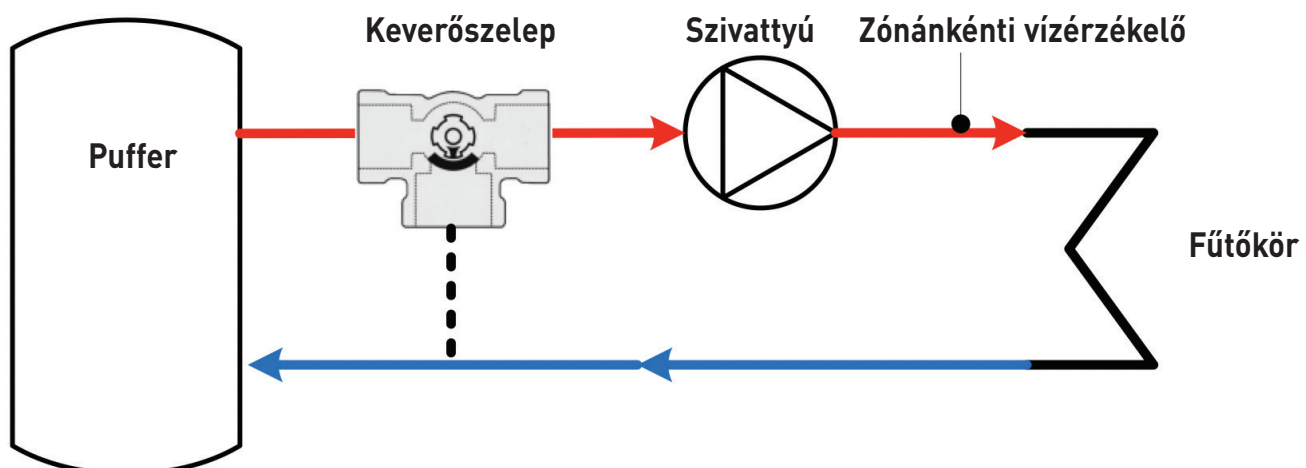 Keverőszelep
Szivattyú
Zónánkénti vízérzékelő
Puffer
Fűtőkör